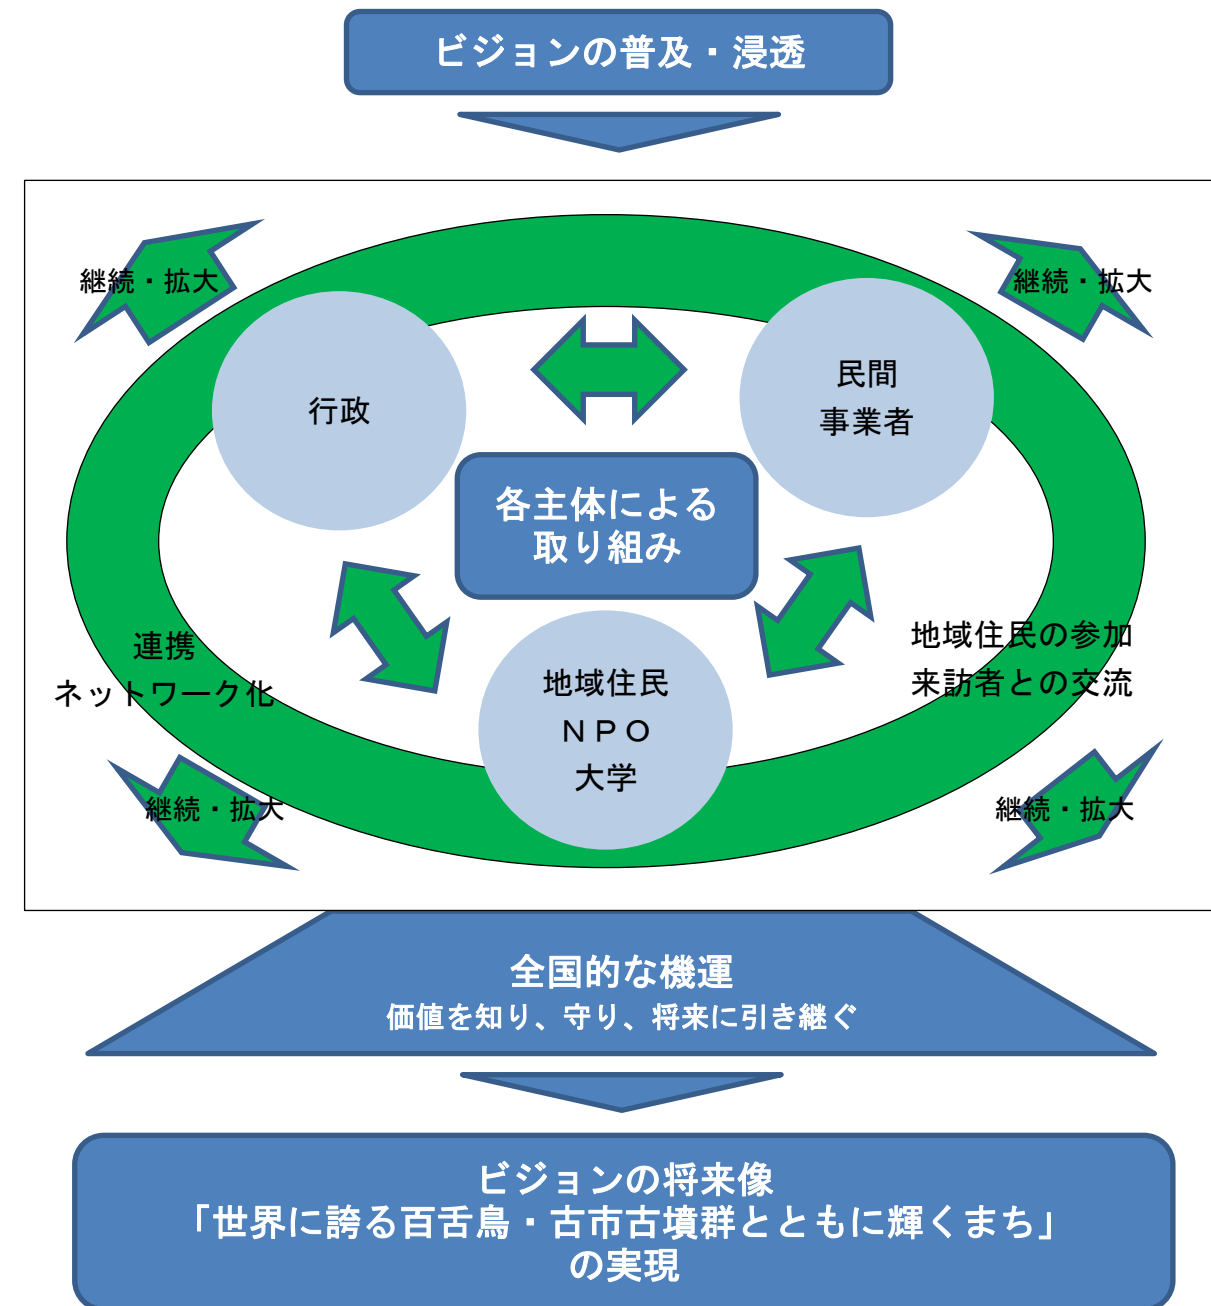 ビジョンの普及・浸透
継続・拡大
継続・拡大
行政
民間
事業者
各主体による
取り組み
連携
ネットワーク化
地域住民の参加
来訪者との交流
地域住民
ＮＰＯ
大学
継続・拡大
継続・拡大
全国的な機運
価値を知り、守り、将来に引き継ぐ
ビジョンの将来像
「世界に誇る百舌鳥・古市古墳群とともに輝くまち」
の実現